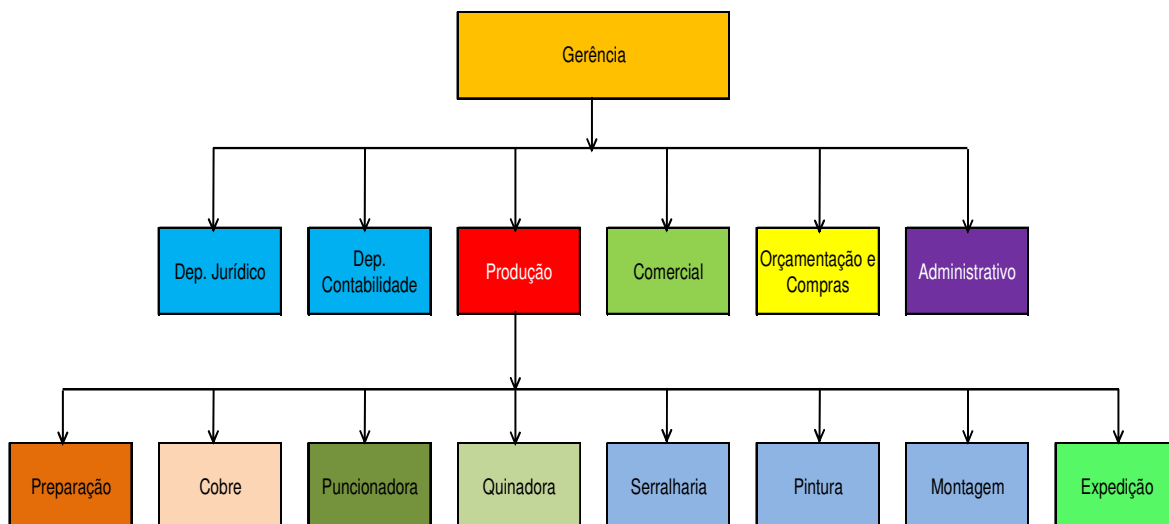 Gerência
Dep. Jurídico
Dep.
Contabilidade
Produção
Comercial
Orçamentação e
Compras
Administrativo
Preparação
Cobre
Puncionadora
Quinadora
Serralharia
Pintura
Montagem
Expedição